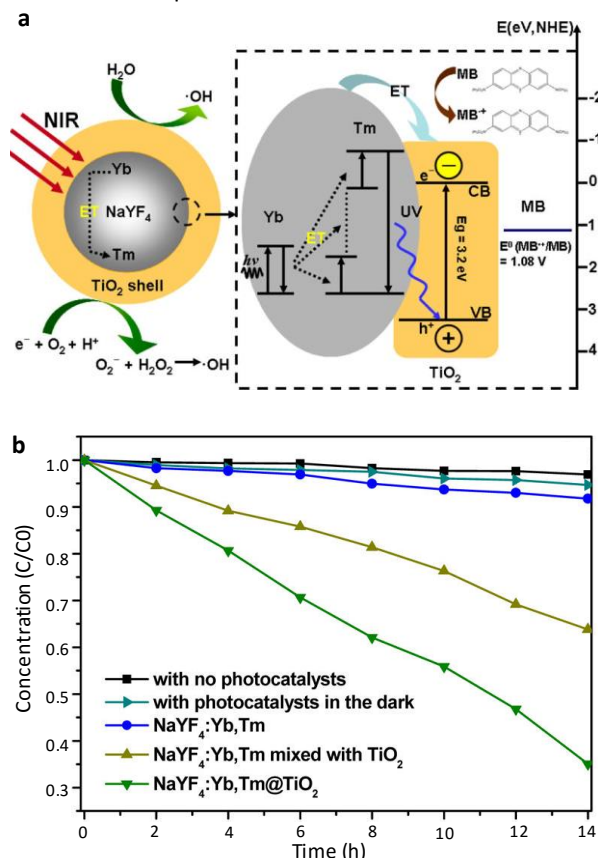 a
E(eV,NHE)
H2O
·OH
NIR
Yb
ET
NaYF4
Tm
TiO2 shell
e− + O2 + H+
O2− + H2O2 → ·OH
ET
MB
MB·+
Tm
Yb
ET
hν
UV
e−
−
CB
Eg = 3.2 eV
VB
h+
+
TiO2
MB
Eθ (MB·+/MB)
= 1.08 V
-2
-1
0
1
2
3
4
b
Concentration (C/C0)
1.0
0.9
0.8
0.7
0.6
0.5
0.4
0.3
with no photocatalysts
with photocatalysts in the dark
NaYF4:Yb,Tm
NaYF4:Yb,Tm mixed with TiO2
NaYF4:Yb,Tm@TiO2
0 2 4 6 8 10 12 14
Time (h)